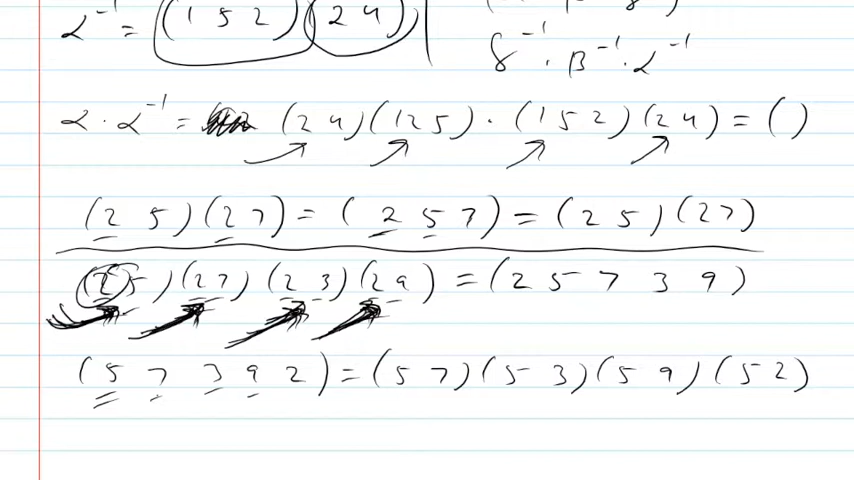 α⁻¹ = (1 5 2)(2 4)
γ⁻¹ · β⁻¹ · α⁻¹
α · α⁻¹ = (2 4)(1 2 5) · (1 5 2)(2 4) = ( )
(2 5)(2 7) = (2 5 7) = (2 5)(2 7)
(2 5)(2 7)(2 3)(2 9) = (2 5 7 3 9)
(5 7 3 9 2) = (5 7)(5 3)(5 9)(5 2)